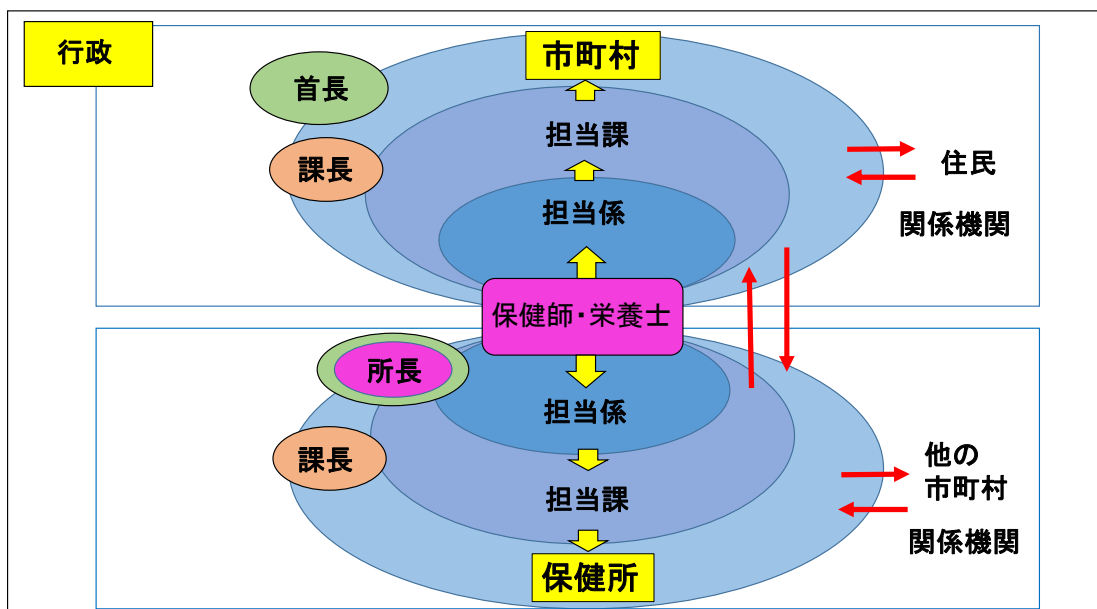 行政
市町村
首長
担当課
課長
住民
担当係
関係機関
保健師・栄養士
所長
担当係
課長
他の
市町村
担当課
関係機関
保健所